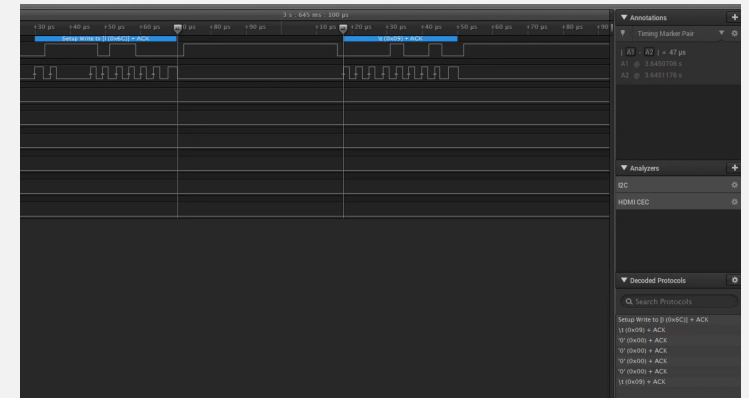 3 s : 645 ms : 100 µs
+30 µs +40 µs +50 µs +60 µs 0 µs +80 µs +90 µs +10 µs +20 µs +30 µs +40 µs +50 µs +60 µs +70 µs +80 µs +90
Setup Write to [l (0x6C)] + ACK \t (0x09) + ACK
Annotations
Timing Marker Pair
| A1 - A2 | = 47 µs
A1 @ 3.6450706 s
A2 @ 3.6451176 s
Analyzers
I2C
HDMI CEC
Decoded Protocols
Search Protocols
Setup Write to [l (0x6C)] + ACK
\t (0x09) + ACK
'0' (0x00) + ACK
'0' (0x00) + ACK
'0' (0x00) + ACK
'0' (0x00) + ACK
\t (0x09) + ACK